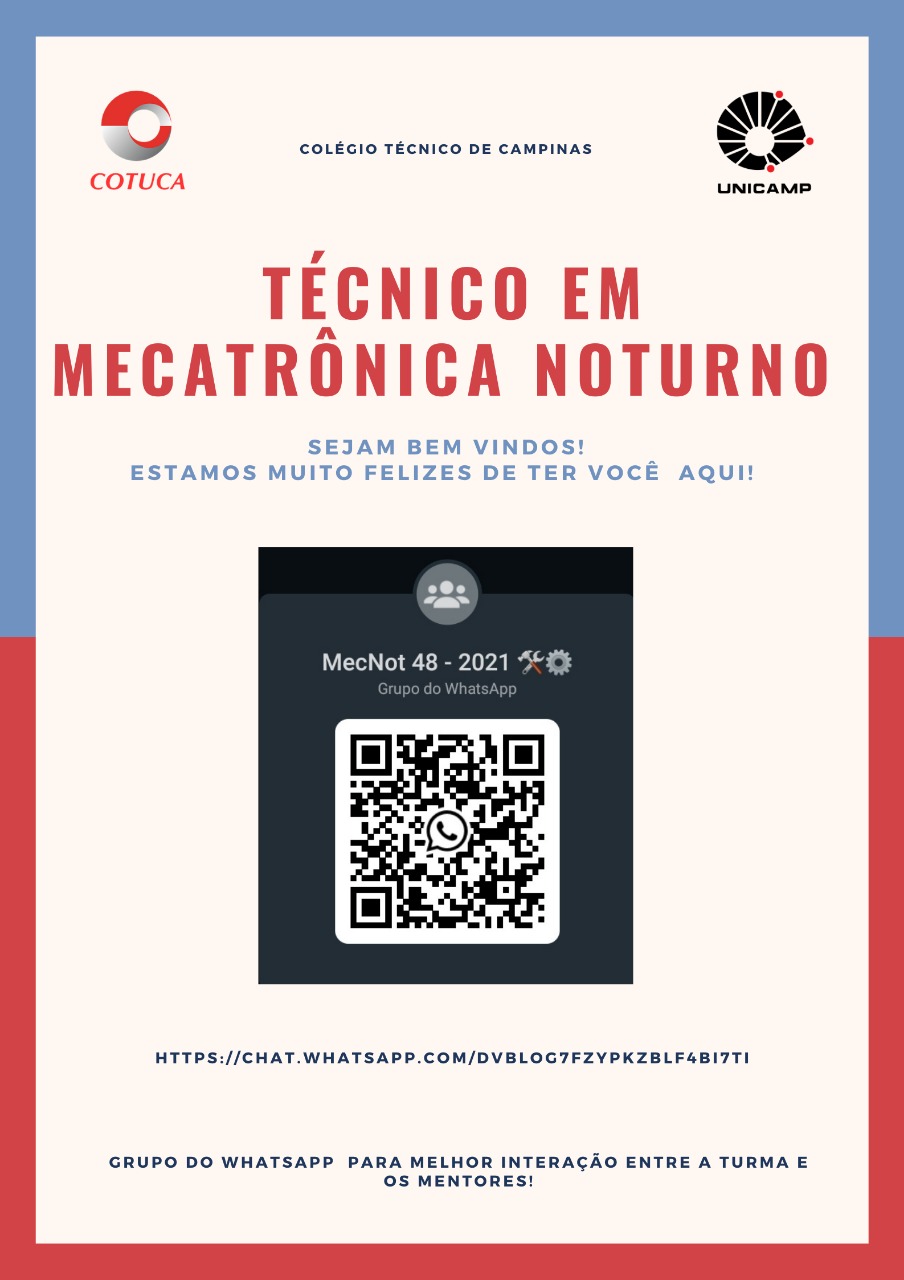 COTUCA
COLÉGIO TÉCNICO DE CAMPINAS
UNICAMP
TÉCNICO EM
MECATRÔNICA NOTURNO
SEJAM BEM VINDOS!
ESTAMOS MUITO FELIZES DE TER VOCÊ AQUI!
MecNot 48 - 2021 🛠️⚙️
Grupo do WhatsApp
HTTPS://CHAT.WHATSAPP.COM/DVBLOG7FZYPKZBLF4BI7TI
GRUPO DO WHATSAPP PARA MELHOR INTERAÇÃO ENTRE A TURMA E
OS MENTORES!